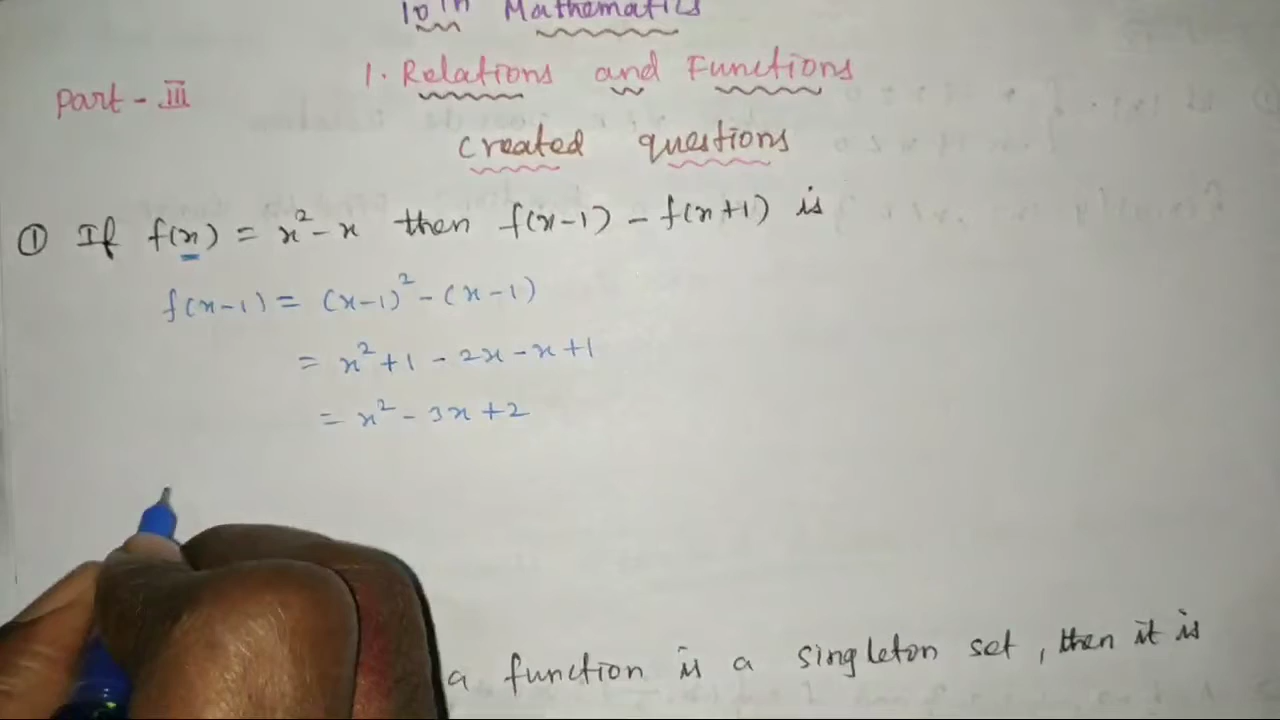 10th Mathematics
1. Relations and Functions
Part - III
Created questions
① If f(x) = x² - x then f(x-1) - f(x+1) is
f(x-1) = (x-1)² - (x-1)
= x² + 1 - 2x - x + 1
= x² - 3x + 2
a function is a singleton set, then it is